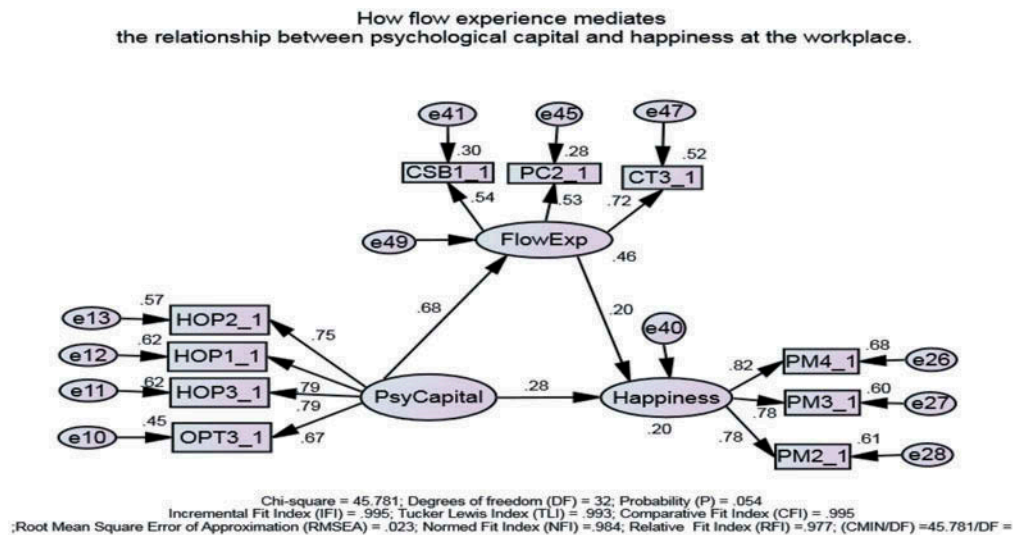 How flow experience mediates
the relationship between psychological capital and happiness at the workplace.
e41 e45 e47
.30 .28 .52
CSB1_1 PC2_1 CT3_1
.54 .53 .72
e49 FlowExp
.46
.57
e13 HOP2_1 .68 .20 e40
.75
.62
e12 HOP1_1 .82 PM4_1 .68 e26
.62 .79 .28
e11 HOP3_1 PsyCapital Happiness PM3_1 .60 e27
.79 .78
.45 .20
e10 OPT3_1 .67 .78 .61
PM2_1 e28
Chi-square = 45.781; Degrees of freedom (DF) = 32; Probability (P) = .054
Incremental Fit Index (IFI) = .995; Tucker Lewis Index (TLI) = .993; Comparative Fit Index (CFI) = .995
;Root Mean Square Error of Approximation (RMSEA) = .023; Normed Fit Index (NFI) =.984; Relative Fit Index (RFI) =.977; (CMIN/DF) =45.781/DF =